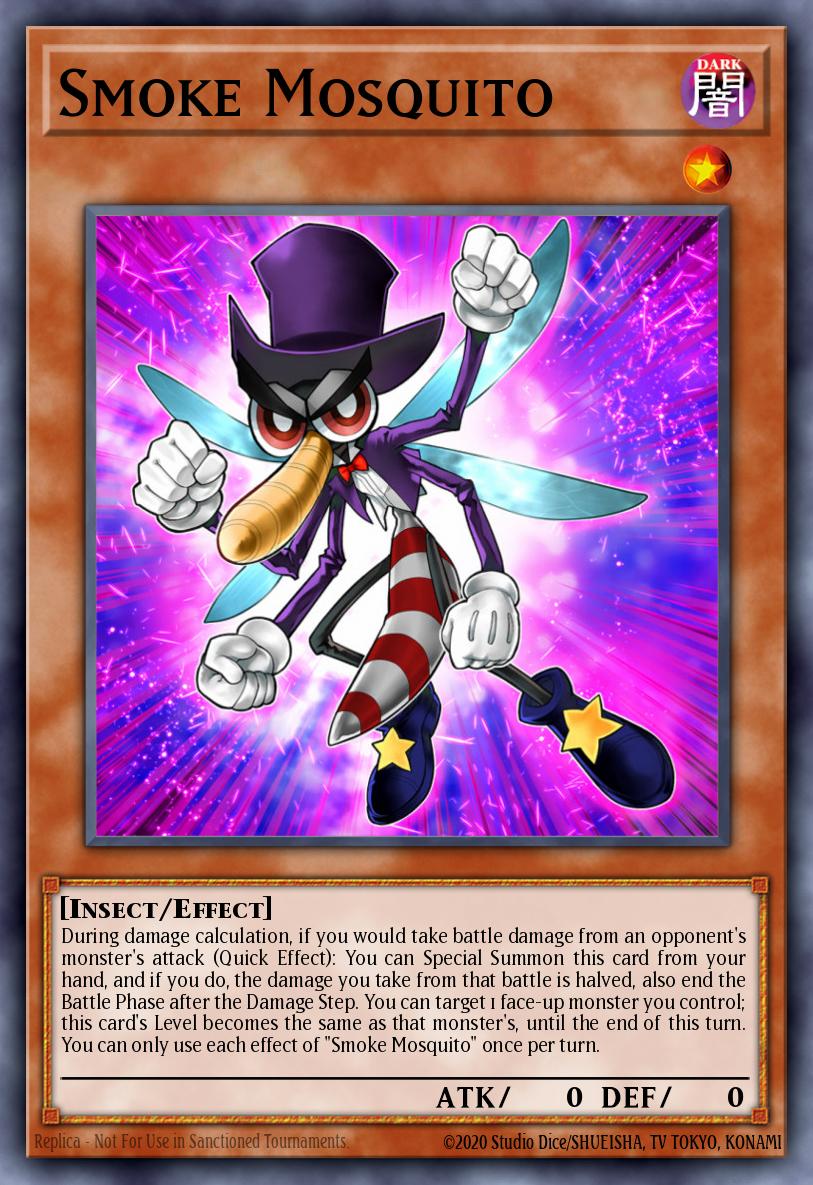 Smoke Mosquito
DARK
闇
[Insect/Effect]
During damage calculation, if you would take battle damage from an opponent's
monster's attack (Quick Effect): You can Special Summon this card from your
hand, and if you do, the damage you take from that battle is halved, also end the
Battle Phase after the Damage Step. You can target 1 face-up monster you control;
this card's Level becomes the same as that monster's, until the end of this turn.
You can only use each effect of "Smoke Mosquito" once per turn.
ATK/ 0 DEF/ 0
Replica - Not For Use in Sanctioned Tournaments.
©2020 Studio Dice/SHUEISHA, TV TOKYO, KONAMI